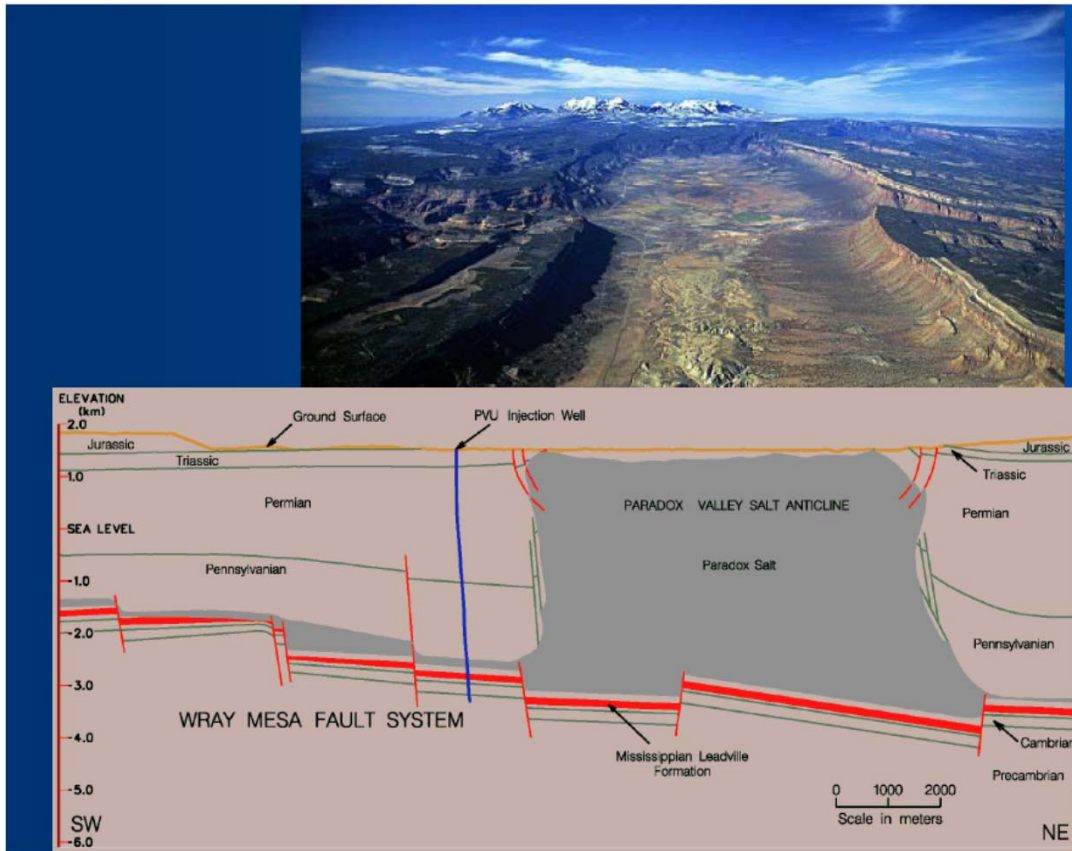 ELEVATION
(km)
2.0
Ground Surface
PVU Injection Well
Jurassic
Jurassic
Triassic
Triassic
1.0
PARADOX VALLEY SALT ANTICLINE
Permian
Permian
SEA LEVEL
Paradox Salt
Pennsylvanian
-1.0
-2.0
Pennsylvanian
-3.0
WRAY MESA FAULT SYSTEM
-4.0
Mississippian Leadville
Formation
Cambrian
Precambrian
-5.0
0 1000 2000
Scale in meters
SW
NE
-6.0